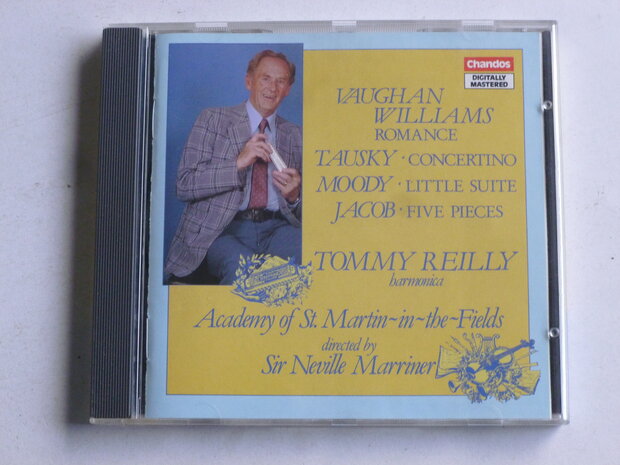 Chandos
DIGITALLY
MASTERED
VAUGHAN
WILLIAMS
ROMANCE
TAUSKY · CONCERTINO
MOODY · LITTLE SUITE
JACOB · FIVE PIECES
TOMMY REILLY
harmonica
Academy of St. Martin~in~the~Fields
directed by
Sir Neville Marriner